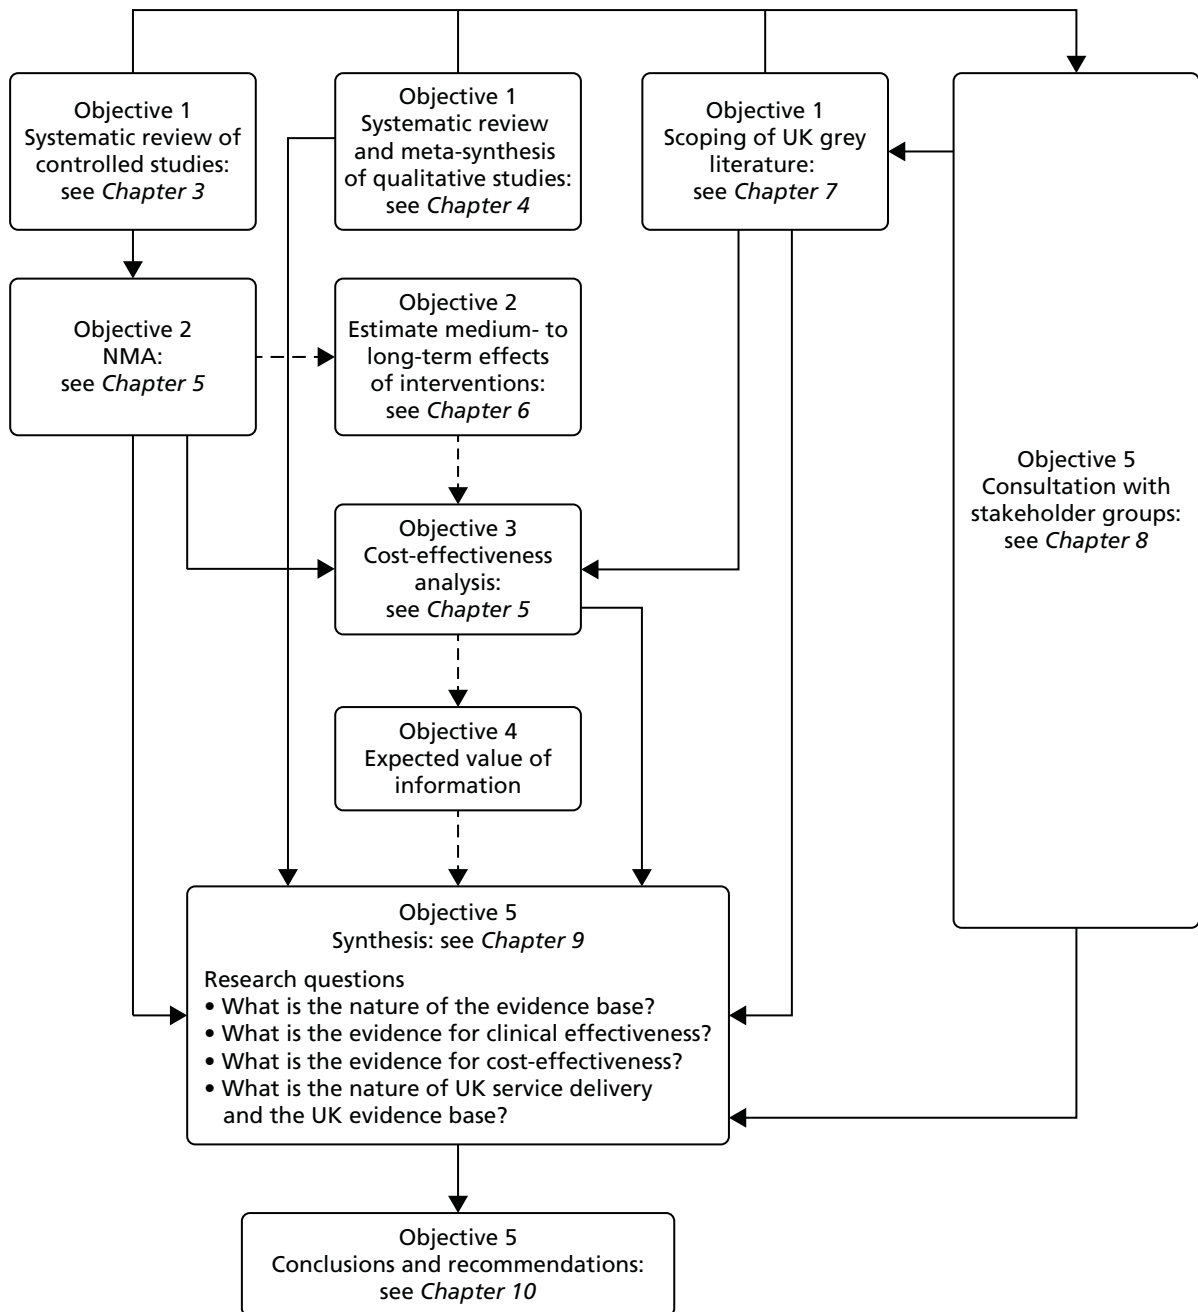 Objective 1
Systematic review of
controlled studies:
see Chapter 3
Objective 1
Systematic review
and meta-synthesis
of qualitative studies:
see Chapter 4
Objective 1
Scoping of UK grey
literature:
see Chapter 7
Objective 2
NMA:
see Chapter 5
Objective 2
Estimate medium- to
long-term effects
of interventions:
see Chapter 6
Objective 5
Consultation with
stakeholder groups:
see Chapter 8
Objective 3
Cost-effectiveness
analysis:
see Chapter 5
Objective 4
Expected value of
information
Objective 5
Synthesis: see Chapter 9
Research questions
• What is the nature of the evidence base?
• What is the evidence for clinical effectiveness?
• What is the evidence for cost-effectiveness?
• What is the nature of UK service delivery
and the UK evidence base?
Objective 5
Conclusions and recommendations:
see Chapter 10